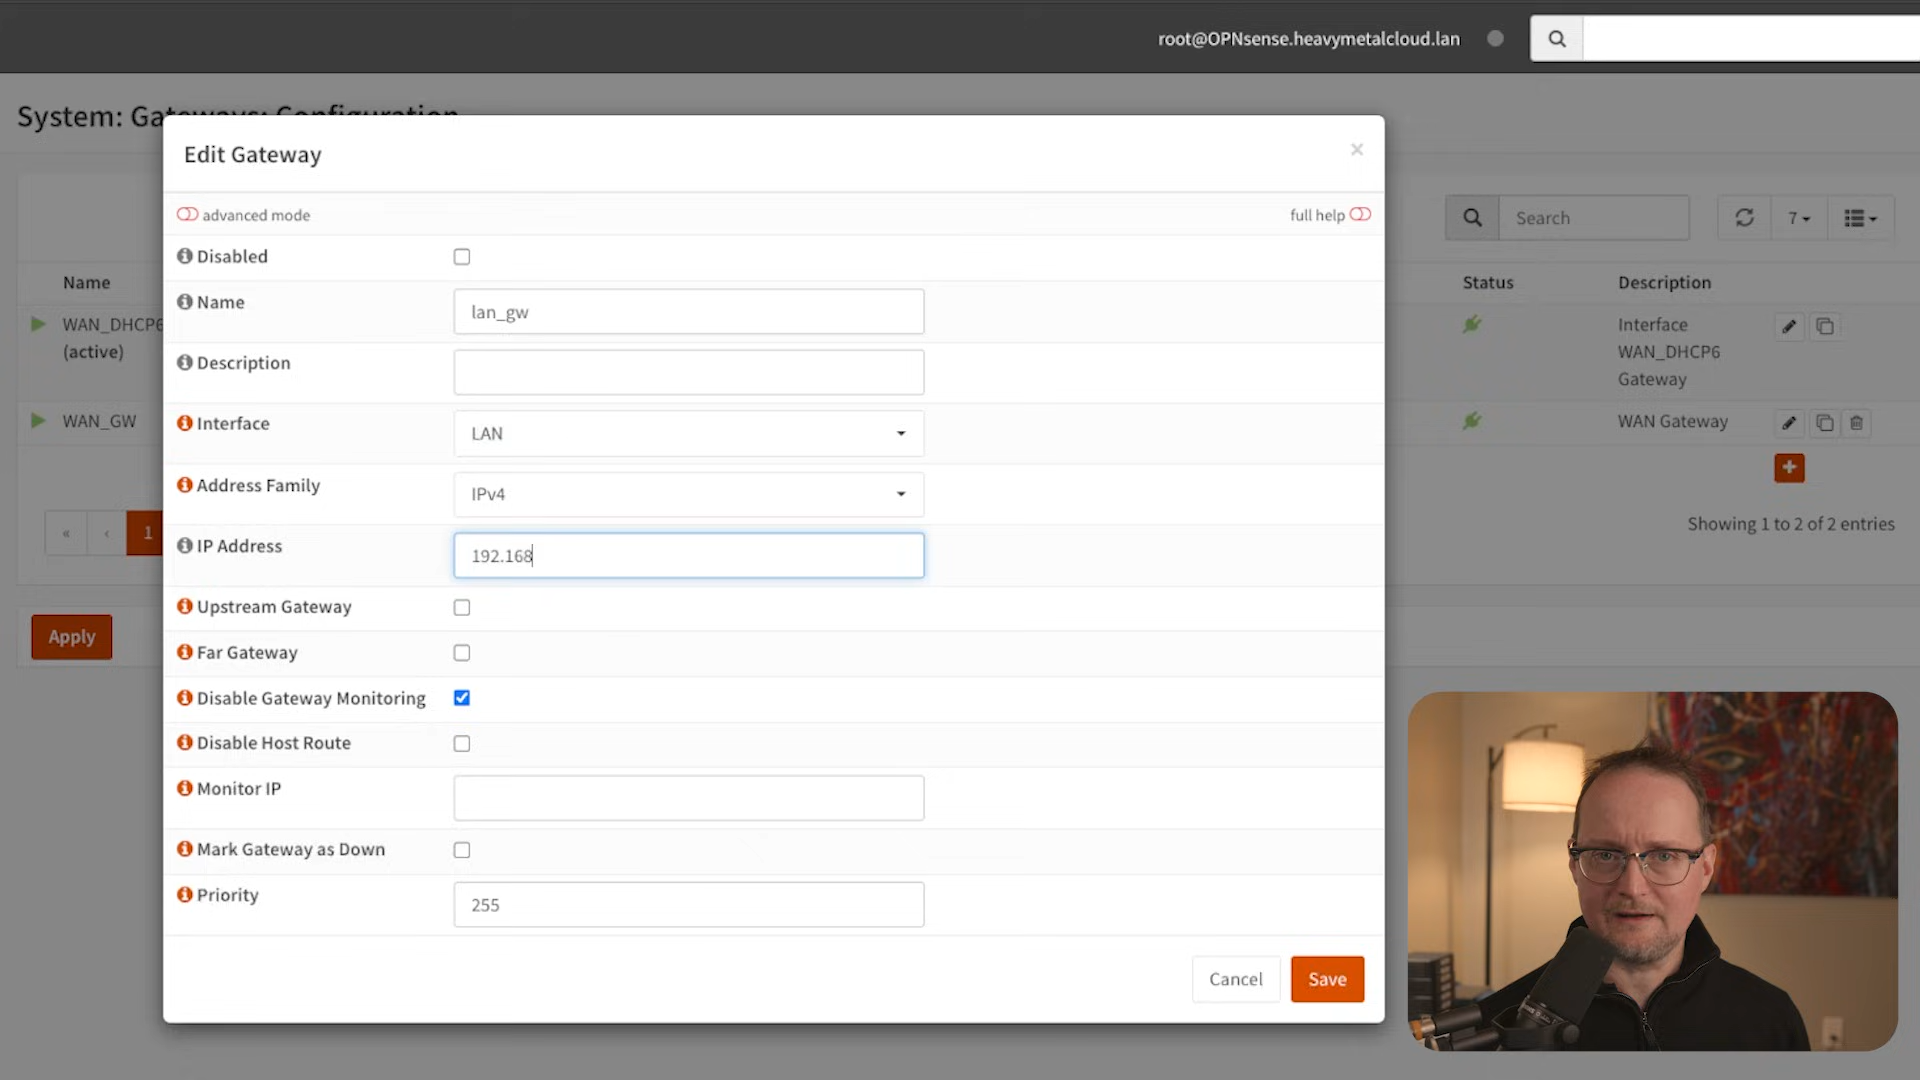 root@OPNsense.heavymetalcloud.lan
System: Gateways: Configuration
Edit Gateway
×
advanced mode
full help
Search
7
Disabled
Name
Status
Description
Name
lan_gw
WAN_DHCP6
(active)
Interface
WAN_DHCP6
Gateway
Description
Interface
LAN
WAN_GW
WAN Gateway
Address Family
IPv4
Showing 1 to 2 of 2 entries
«
‹
1
IP Address
192.168
Upstream Gateway
Apply
Far Gateway
Disable Gateway Monitoring
Disable Host Route
Monitor IP
Mark Gateway as Down
Priority
255
Cancel
Save